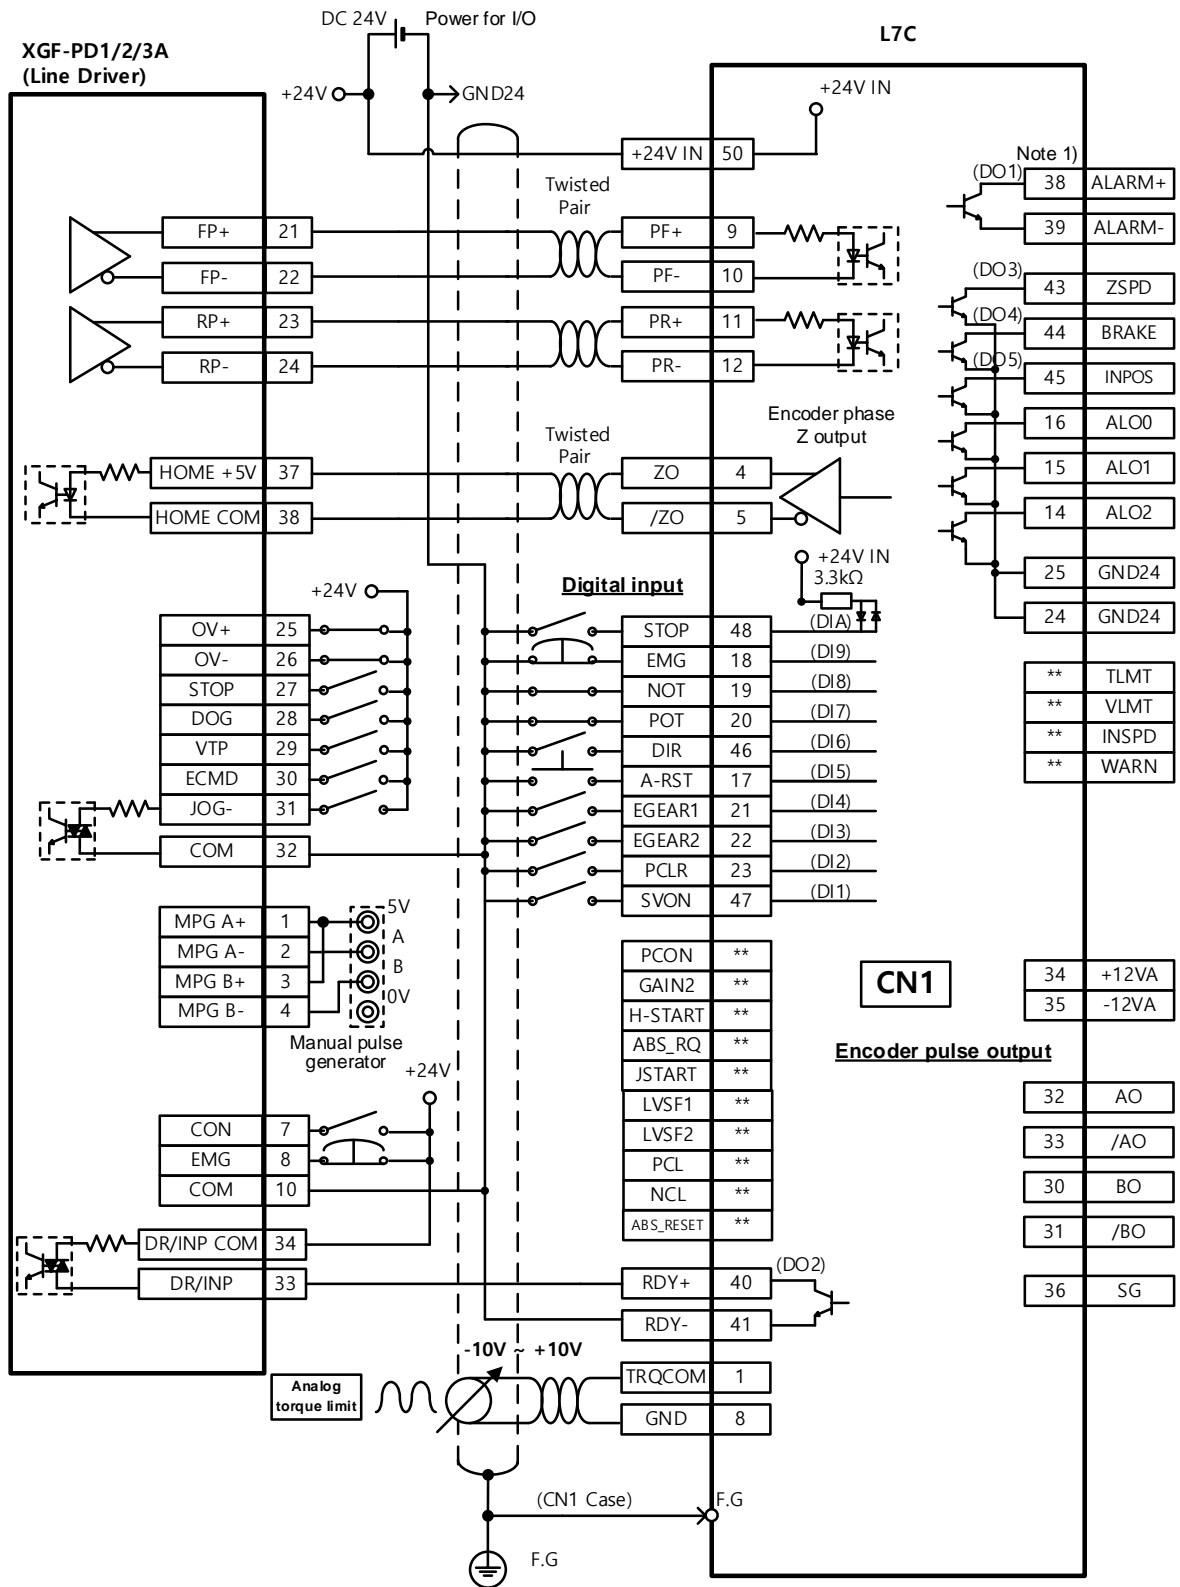 DC 24V
Power for I/O
L7C
XGF-PD1/2/3A
(Line Driver)
+24V
GND24
+24V IN
+24V IN 50
Note 1)
(DO1)
38 ALARM+
39 ALARM-
Twisted
Pair
FP+ 21
PF+ 9
FP- 22
PF- 10
RP+ 23
PR+ 11
RP- 24
PR- 12
(DO3)
43 ZSPD
(DO4)
44 BRAKE
(DO5)
45 INPOS
16 ALO0
15 ALO1
14 ALO2
25 GND24
24 GND24
Twisted
Pair
Encoder phase
Z output
HOME +5V 37
ZO 4
HOME COM 38
/ZO 5
+24V IN
3.3kΩ
+24V
Digital input
OV+ 25
OV- 26
STOP 27
DOG 28
VTP 29
ECMD 30
JOG- 31
COM 32
STOP 48 (DIA)
EMG 18 (DI9)
NOT 19 (DI8)
POT 20 (DI7)
DIR 46 (DI6)
A-RST 17 (DI5)
EGEAR1 21 (DI4)
EGEAR2 22 (DI3)
PCLR 23 (DI2)
SVON 47 (DI1)
** TLMT
** VLMT
** INSPD
** WARN
MPG A+ 1
MPG A- 2
MPG B+ 3
MPG B- 4
5V
A
B
0V
Manual pulse
generator
PCON **
GAIN2 **
H-START **
ABS_RQ **
JSTART **
LVSF1 **
LVSF2 **
PCL **
NCL **
ABS_RESET **
CN1
34 +12VA
35 -12VA
Encoder pulse output
32 AO
33 /AO
30 BO
31 /BO
36 SG
+24V
CON 7
EMG 8
COM 10
DR/INP COM 34
DR/INP 33
RDY+ 40
(DO2)
RDY- 41
-10V ~ +10V
Analog
torque limit
TRQCOM 1
GND 8
(CN1 Case)
F.G
F.G